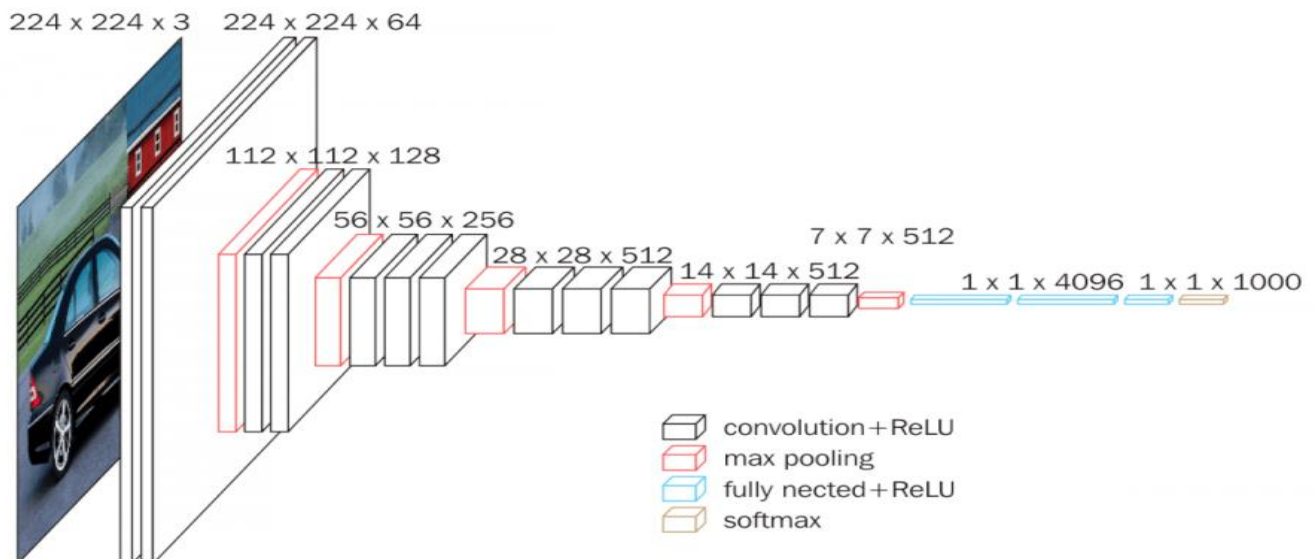 224 x 224 x 3
224 x 224 x 64
112 x 112 x 128
56 x 56 x 256
28 x 28 x 512
14 x 14 x 512
7 x 7 x 512
1 x 1 x 4096
1 x 1 x 1000
convolution+ReLU
max pooling
fully nected+ReLU
softmax